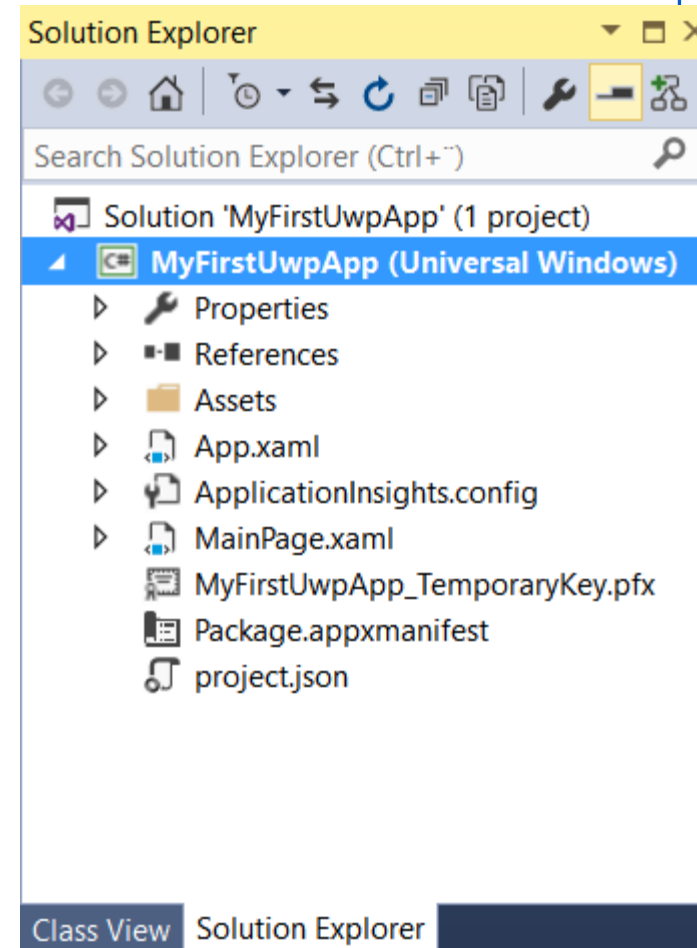 Solution Explorer
Search Solution Explorer (Ctrl+¨)
Solution 'MyFirstUwpApp' (1 project)
C# MyFirstUwpApp (Universal Windows)
Properties
References
Assets
App.xaml
ApplicationInsights.config
MainPage.xaml
MyFirstUwpApp_TemporaryKey.pfx
Package.appxmanifest
project.json
Class View Solution Explorer